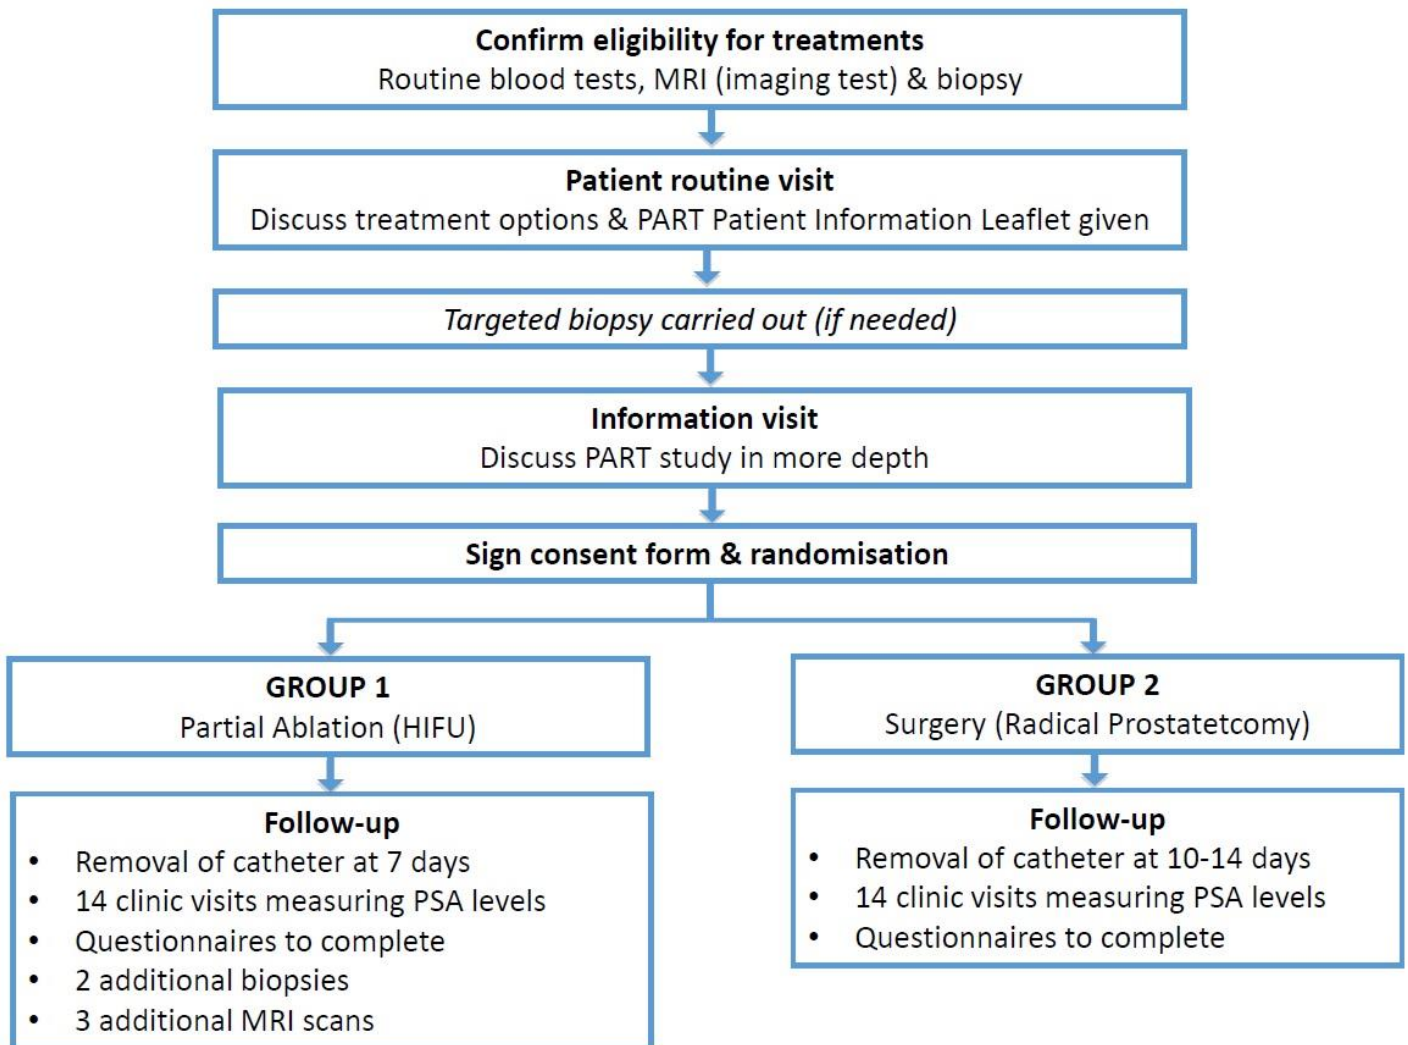 Confirm eligibility for treatments
Routine blood tests, MRI (imaging test) & biopsy
Patient routine visit
Discuss treatment options & PART Patient Information Leaflet given
Targeted biopsy carried out (if needed)
Information visit
Discuss PART study in more depth
Sign consent form & randomisation
GROUP 1
Partial Ablation (HIFU)
GROUP 2
Surgery (Radical Prostatetcomy)
Follow-up
• Removal of catheter at 7 days
• 14 clinic visits measuring PSA levels
• Questionnaires to complete
• 2 additional biopsies
• 3 additional MRI scans
Follow-up
• Removal of catheter at 10-14 days
• 14 clinic visits measuring PSA levels
• Questionnaires to complete